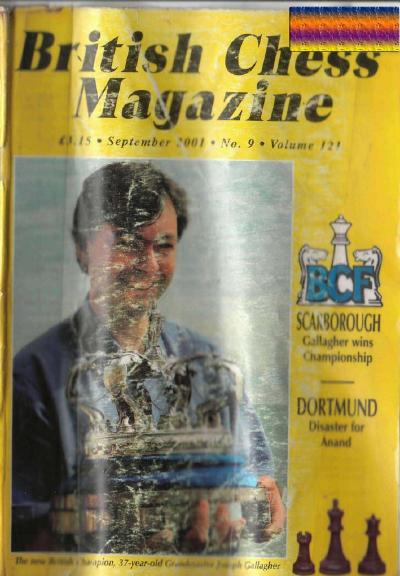 British Chess
Magazine
£3.15 • September 2001 • No. 9 • Volume 121
BCF
SCARBOROUGH
Gallagher wins
Championship
DORTMUND
Disaster for
Anand
The new British champion, 37-year-old Grandmaster Joseph Gallagher